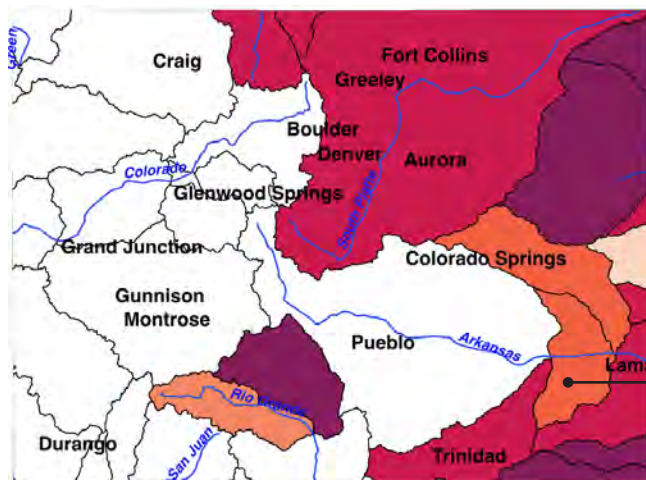 Green
Craig
Fort Collins
Greeley
Boulder
Denver
Aurora
Colorado
Glenwood Springs
South Platte
Grand Junction
Colorado Springs
Gunnison
Montrose
Pueblo
Arkansas
Lama
Rio Grande
Durango
San Juan
Trinidad